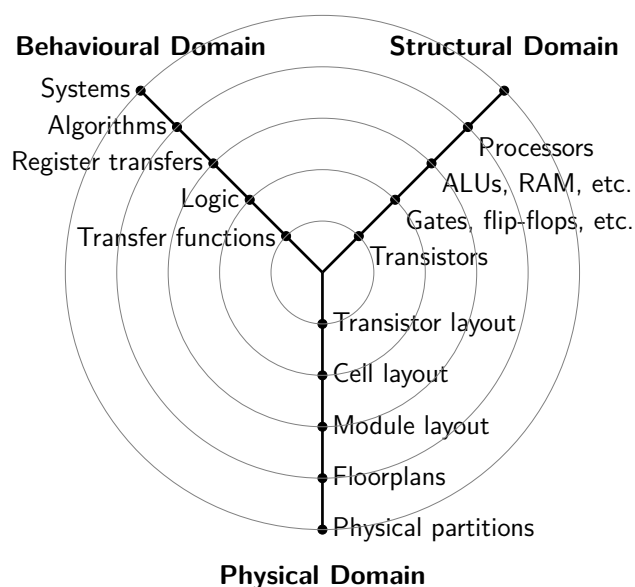 Behavioural Domain
Structural Domain
Systems
Algorithms
Register transfers
Logic
Transfer functions
Processors
ALUs, RAM, etc.
Gates, flip-flops, etc.
Transistors
Transistor layout
Cell layout
Module layout
Floorplans
Physical partitions
Physical Domain